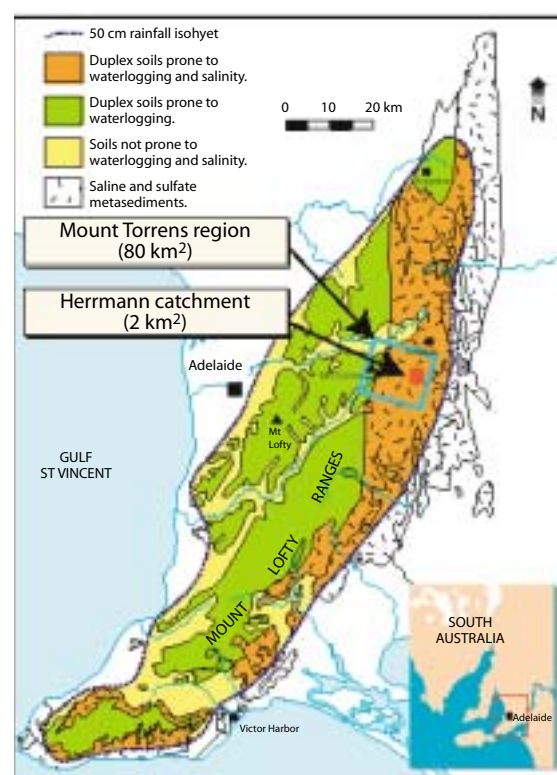 50 cm rainfall isohyet
Duplex soils prone to
waterlogging and salinity.
Duplex soils prone to
waterlogging.
Soils not prone to
waterlogging and salinity.
Saline and sulfate
metasediments.
0 10 20 km
N
Mount Torrens region
(80 km²)
Herrmann catchment
(2 km²)
Adelaide
Mt
Lofty
GULF
ST VINCENT
MOUNT LOFTY RANGES
Victor Harbor
SOUTH
AUSTRALIA
Adelaide